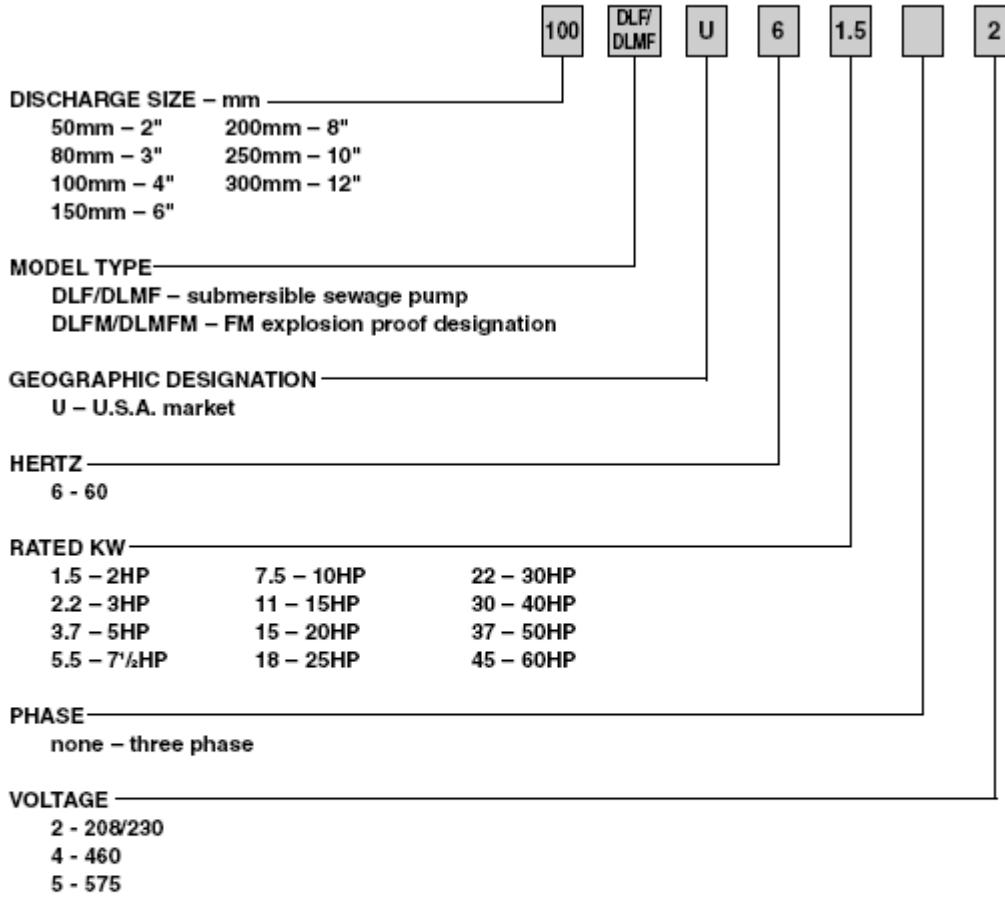 100 DLF/ DLMF U 6 1.5 2
DISCHARGE SIZE – mm
50mm – 2" 200mm – 8"
80mm – 3" 250mm – 10"
100mm – 4" 300mm – 12"
150mm – 6"
MODEL TYPE
DLF/DLMF – submersible sewage pump
DLFM/DLMFM – FM explosion proof designation
GEOGRAPHIC DESIGNATION
U – U.S.A. market
HERTZ
6 - 60
RATED KW
1.5 – 2HP 7.5 – 10HP 22 – 30HP
2.2 – 3HP 11 – 15HP 30 – 40HP
3.7 – 5HP 15 – 20HP 37 – 50HP
5.5 – 7½HP 18 – 25HP 45 – 60HP
PHASE
none – three phase
VOLTAGE
2 - 208/230
4 - 460
5 - 575